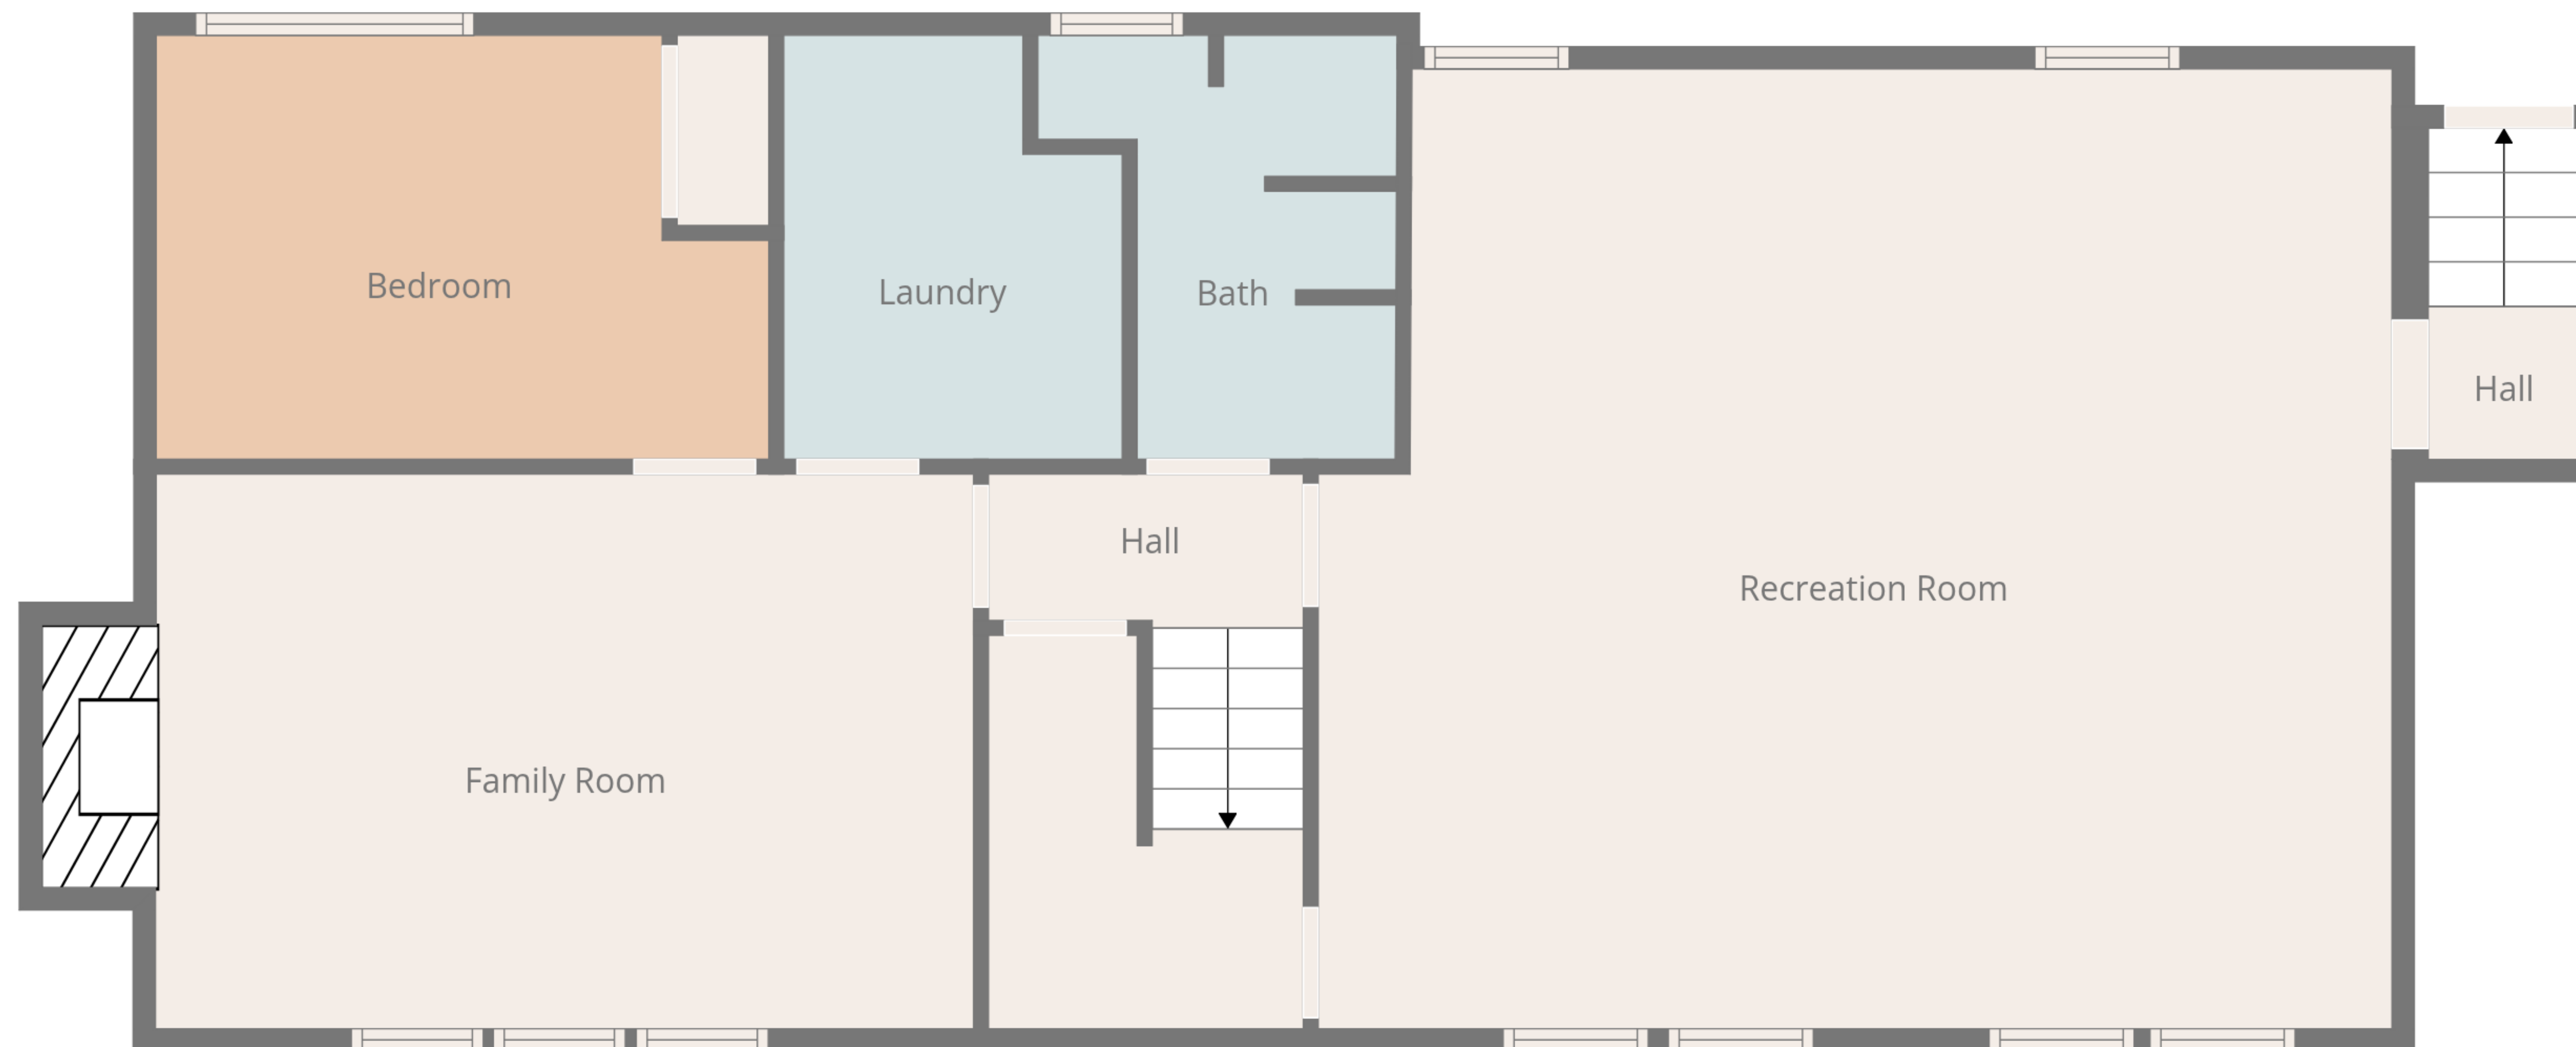 Bedroom
Laundry
Bath
Hall
Hall
Recreation Room
Family Room